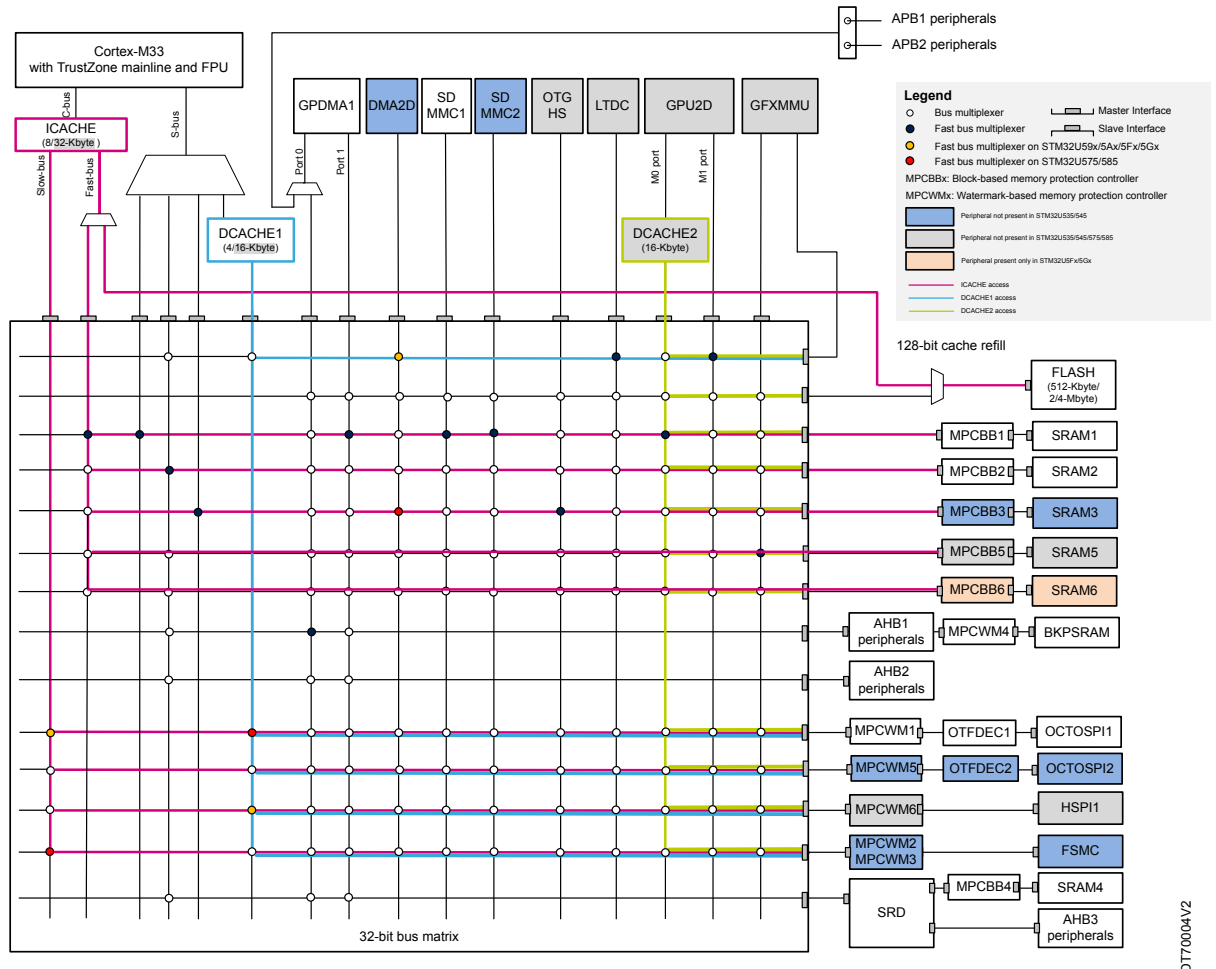 APB1 peripherals
APB2 peripherals
Cortex-M33
with TrustZone mainline and FPU
C-bus
S-bus
ICACHE
(8/32-Kbyte )
Slow-bus
Fast-bus
GPDMA1
DMA2D
SD
MMC1
SD
MMC2
OTG
HS
LTDC
GPU2D
GFXMMU
Port 0
Port 1
M0 port
M1 port
DCACHE1
(4/16-Kbyte)
DCACHE2
(16-Kbyte)
Legend
Bus multiplexer
Fast bus multiplexer
Fast bus multiplexer on STM32U59x/5Ax/5Fx/5Gx
Fast bus multiplexer on STM32U575/585
Master Interface
Slave Interface
MPCBBx: Block-based memory protection controller
MPCWMx: Watermark-based memory protection controller
Peripheral not present in STM32U535/545
Peripheral not present in STM32U535/545/575/585
Peripheral present only in STM32U5Fx/5Gx
ICACHE access
DCACHE1 access
DCACHE2 access
128-bit cache refill
FLASH
(512-Kbyte/
2/4-Mbyte)
MPCBB1
SRAM1
MPCBB2
SRAM2
MPCBB3
SRAM3
MPCBB5
SRAM5
MPCBB6
SRAM6
AHB1
peripherals
MPCWM4
BKPSRAM
AHB2
peripherals
MPCWM1
OTFDEC1
OCTOSPI1
MPCWM5
OTFDEC2
OCTOSPI2
MPCWM6
HSPI1
MPCWM2
MPCWM3
FSMC
SRD
MPCBB4
SRAM4
AHB3
peripherals
32-bit bus matrix
DT70004V2